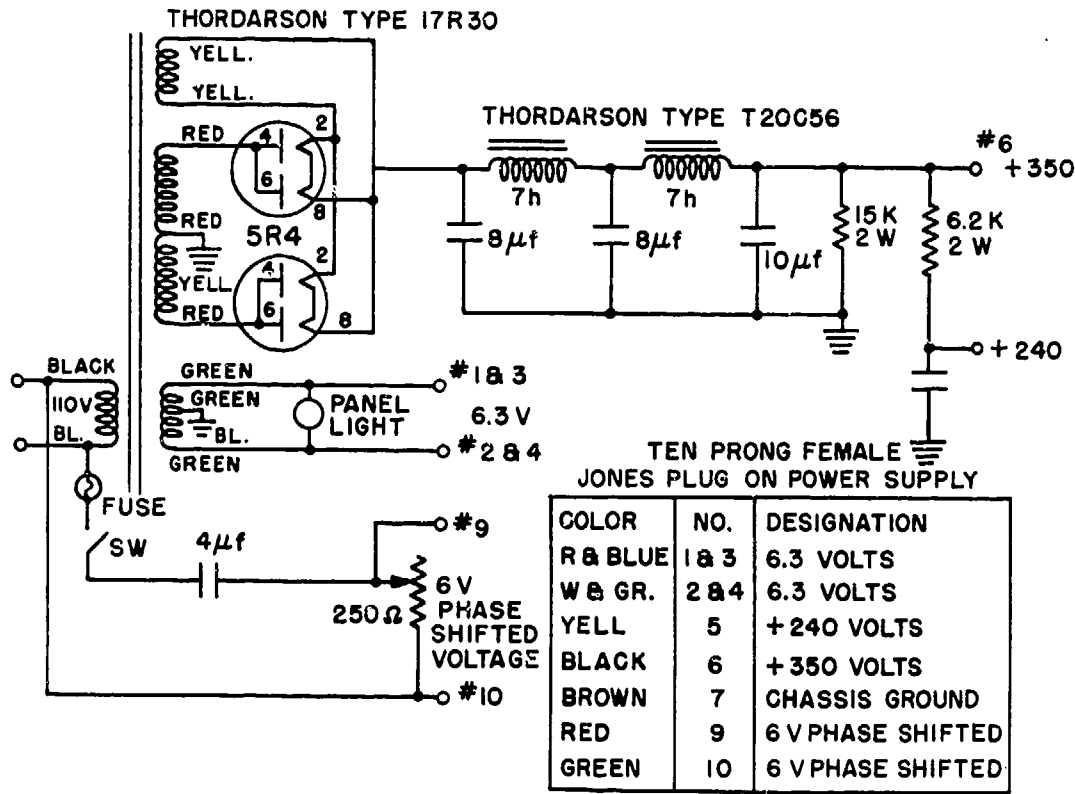 THORDARSON TYPE 17R30
YELL.
YELL.
RED
4
2
6
8
RED
5R4
YELL
4
2
6
8
RED
THORDARSON TYPE T20C56
7h
7h
8μf
8μf
10μf
15K
2W
6.2K
2W
#6
+350
+240
BLACK
110V
BL.
GREEN
GREEN
BL.
GREEN
PANEL
LIGHT
#1&3
6.3V
#2&4
FUSE
SW
4μf
#9
250Ω
6V
PHASE
SHIFTED
VOLTAGE
#10
TEN PRONG FEMALE
JONES PLUG ON POWER SUPPLY
COLOR NO. DESIGNATION
R & BLUE 1&3 6.3 VOLTS
W & GR. 2&4 6.3 VOLTS
YELL 5 +240 VOLTS
BLACK 6 +350 VOLTS
BROWN 7 CHASSIS GROUND
RED 9 6V PHASE SHIFTED
GREEN 10 6V PHASE SHIFTED